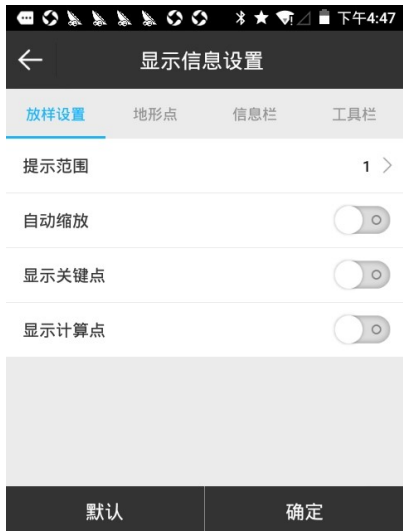 下午4:47
显示信息设置
放样设置 地形点 信息栏 工具栏
提示范围 1
自动缩放
显示关键点
显示计算点
默认 确定